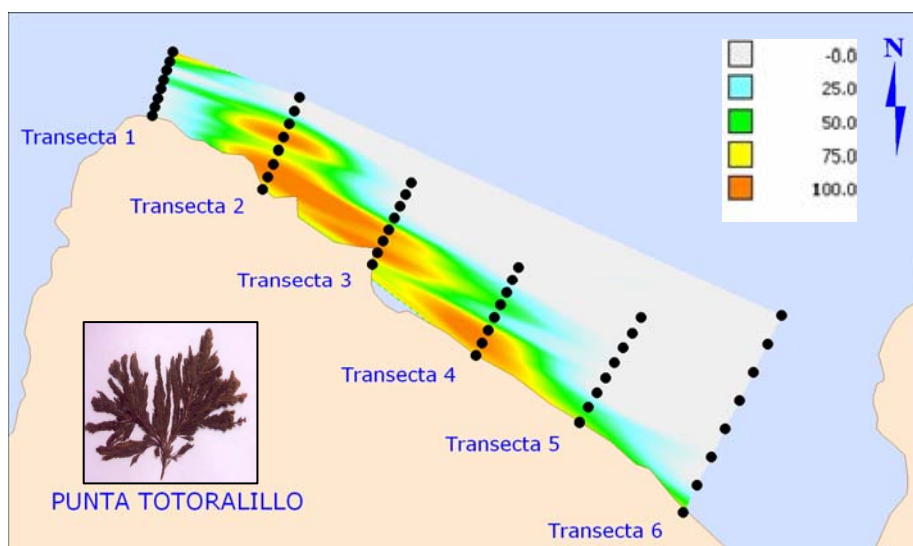 -0.0
25.0
50.0
75.0
100.0
N
Transecta 1
Transecta 2
Transecta 3
Transecta 4
Transecta 5
Transecta 6
PUNTA TOTORALILLO